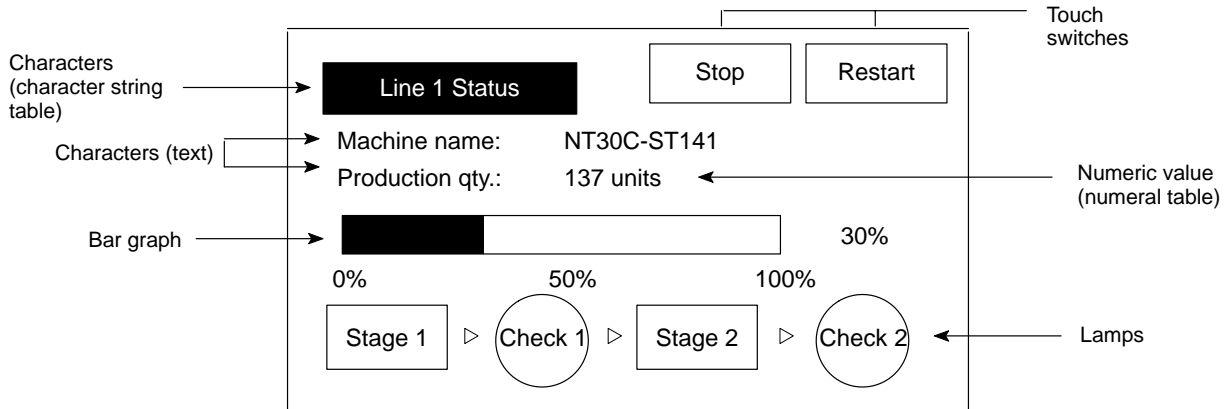 Touch
switches
Characters
(character string
table)
Line 1 Status
Stop
Restart
Characters (text)
Machine name: NT30C-ST141
Production qty.: 137 units
Numeric value
(numeral table)
Bar graph
30%
0% 50% 100%
Stage 1
Check 1
Stage 2
Check 2
Lamps